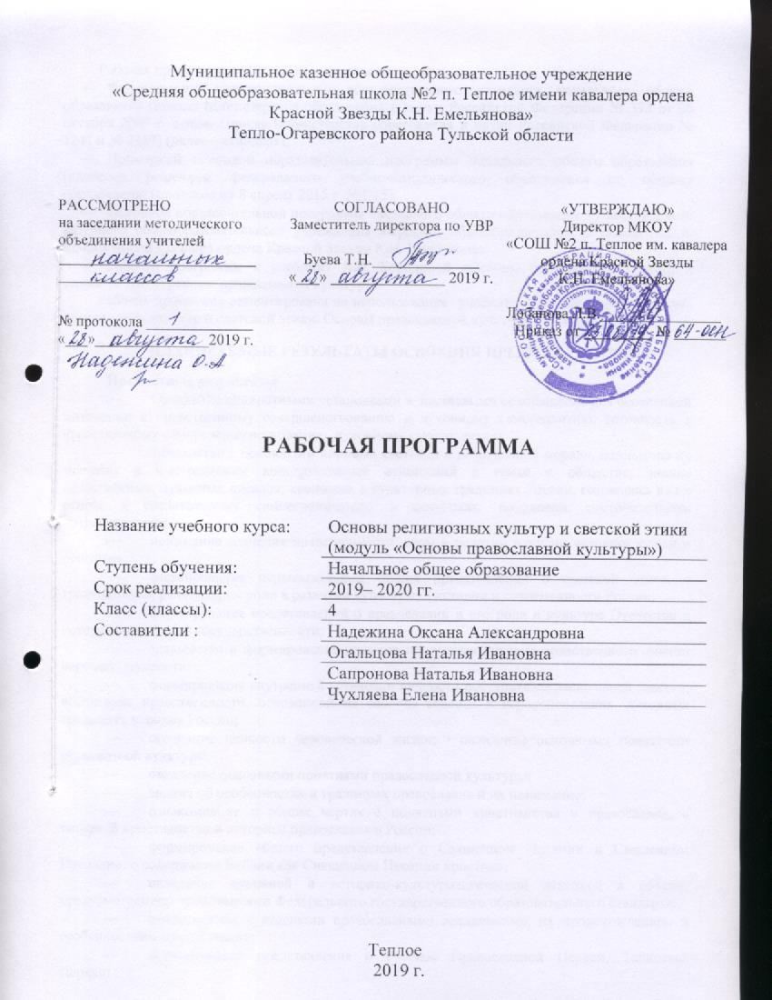 Муниципальное казенное общеобразовательное учреждение
«Средняя общеобразовательная школа №2 п. Теплое имени кавалера ордена
Красной Звезды К.Н. Емельянова»
Тепло-Огаревского района Тульской области
РАССМОТРЕНО
на заседании методического
объединения учителей
начальных
классов
№ протокола 1
«28» августа 2019 г.
Надежина О.А
СОГЛАСОВАНО
Заместитель директора по УВР
Буева Т.Н.
«28» августа 2019 г.
«УТВЕРЖДАЮ»
Директор МКОУ
«СОШ №2 п. Теплое им. кавалера
ордена Красной Звезды
К.Н. Емельянова»
Лобанова Л.В.
Приказ от № 64-осн
РАБОЧАЯ ПРОГРАММА
Название учебного курса: Основы религиозных культур и светской этики
(модуль «Основы православной культуры»)
Ступень обучения: Начальное общее образование
Срок реализации: 2019– 2020 гг.
Класс (классы): 4
Составители : Надежина Оксана Александровна
Огальцова Наталья Ивановна
Сапронова Наталья Ивановна
Чухляева Елена Ивановна
Теплое
2019 г.